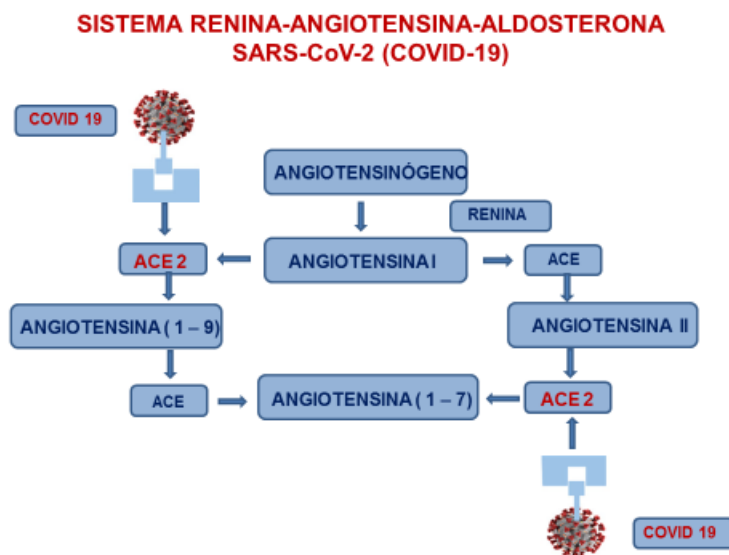 SISTEMA RENINA-ANGIOTENSINA-ALDOSTERONA
SARS-CoV-2 (COVID-19)
COVID 19
ANGIOTENSINÓGENO
RENINA
ACE 2
ANGIOTENSINA I
ACE
ANGIOTENSINA ( 1 – 9)
ANGIOTENSINA II
ACE
ANGIOTENSINA ( 1 – 7)
ACE 2
COVID 19